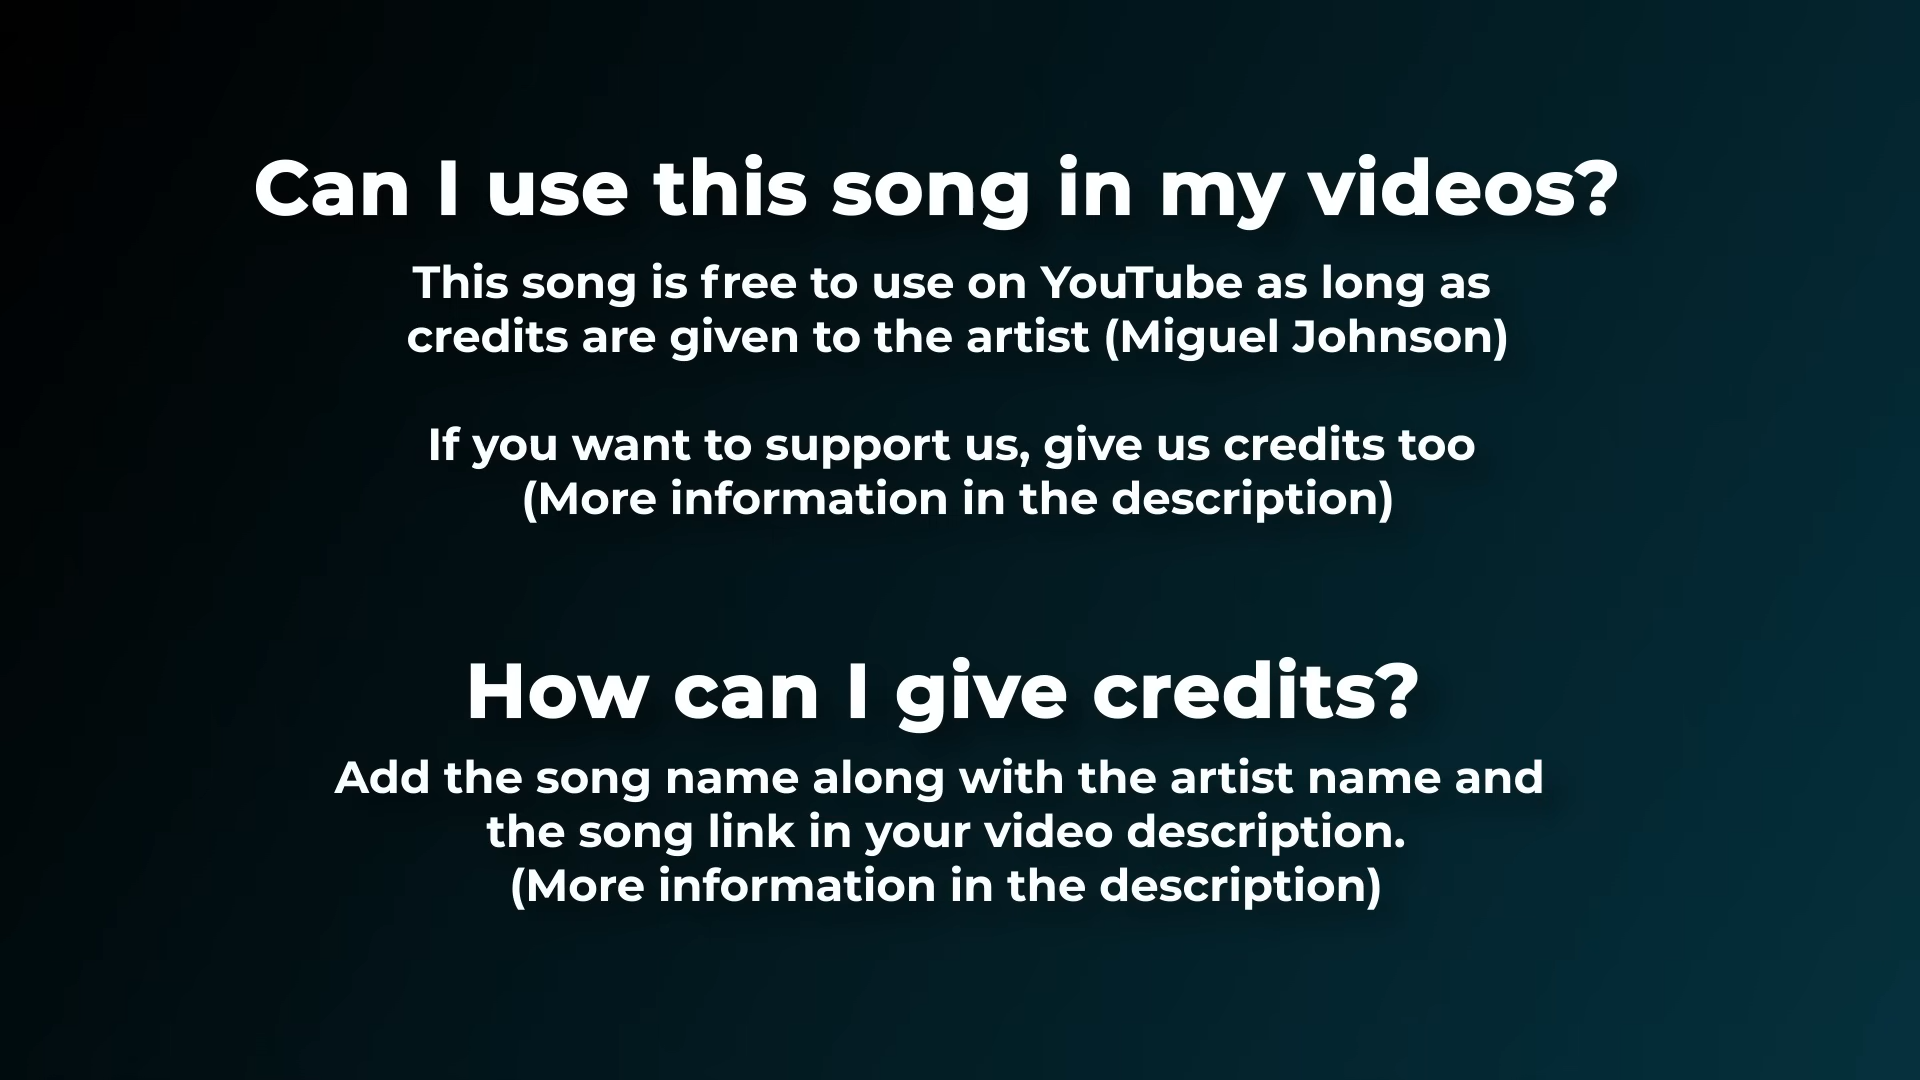 Can I use this song in my videos?
This song is free to use on YouTube as long as
credits are given to the artist (Miguel Johnson)
If you want to support us, give us credits too
(More information in the description)
How can I give credits?
Add the song name along with the artist name and
the song link in your video description.
(More information in the description)